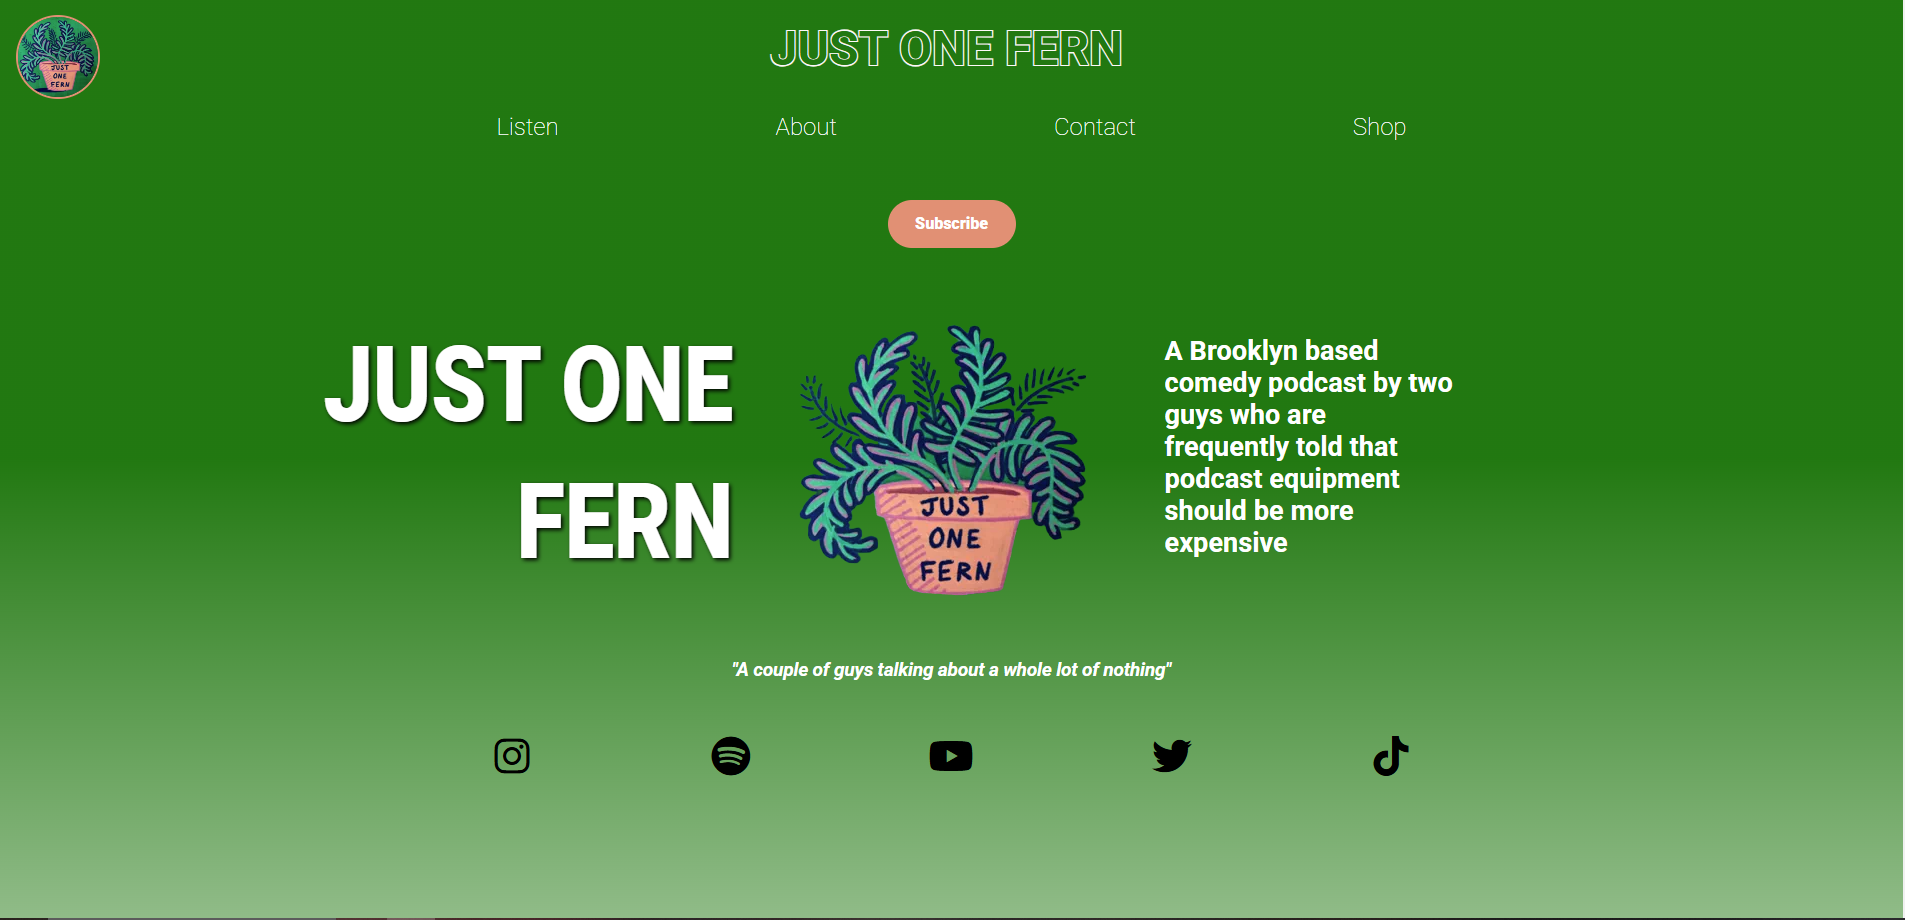 JUST
ONE
FERN
JUST ONE FERN
Listen About Contact Shop
Subscribe
JUST ONE
FERN
JUST
ONE
FERN
A Brooklyn based
comedy podcast by two
guys who are
frequently told that
podcast equipment
should be more
expensive
"A couple of guys talking about a whole lot of nothing"